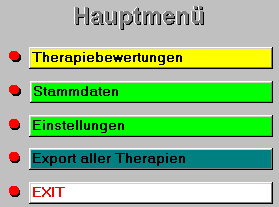 Hauptmenü
Therapiebewertungen
Stammdaten
Einstellungen
Export aller Therapien
EXIT